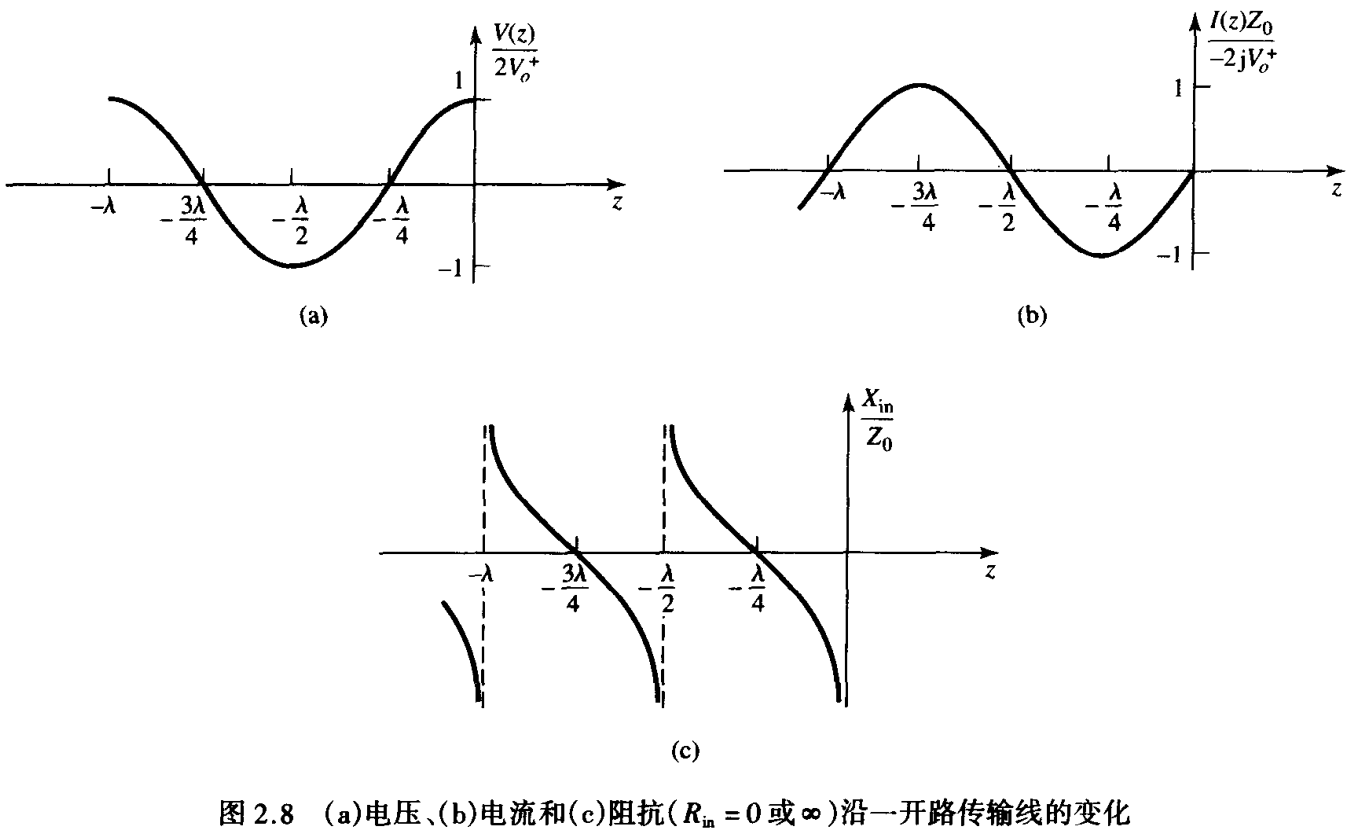 V(z)
2V_o^+
1
-λ
-3λ/4
-λ/2
-λ/4
z
-1
(a)
I(z)Z_0
-2jV_o^+
1
-λ
-3λ/4
-λ/2
-λ/4
z
-1
(b)
X_in
Z_0
-λ
-3λ/4
-λ/2
-λ/4
z
(c)
图 2.8 (a)电压、(b)电流和(c)阻抗(R_in = 0 或 ∞)沿一开路传输线的变化